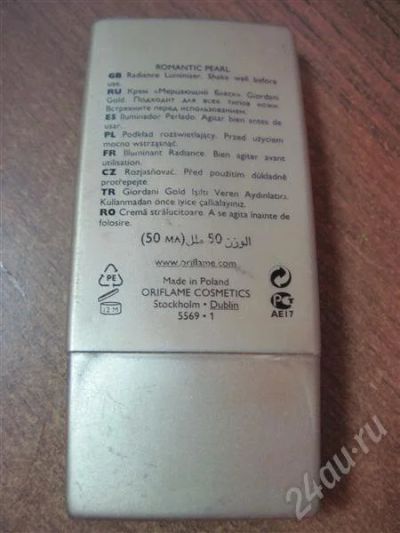 ROMANTIC PEARL
GB Radiance Luminiser. Shake well before
use.
RU Крем «Мерцающий Блеск» Giordani
Gold. Подходит для всех типов кожи.
Встряхните перед использованием.
ES Iluminador Perlado. Agitar bien antes de
usar.
PL Podkład rozświetlający. Przed użyciem
mocno wstrząsnąć.
FR Illuminant Radiance. Bien agiter avant
utilisation.
CZ Rozjasňovač. Před použitím důkladně
protřepejte.
TR Giordani Gold Işıltı Veren Aydınlatıcı.
Kullanmadan önce iyice çalkalayınız.
RO Cremă strălucitoare. A se agita înainte de
folosire.
الوزن 50 ملل (50 МЛ)
www.oriflame.com
PE
12 M
Made in Poland
ORIFLAME COSMETICS
Stockholm • Dublin
5569 • 1
АЕ17
24au.ru